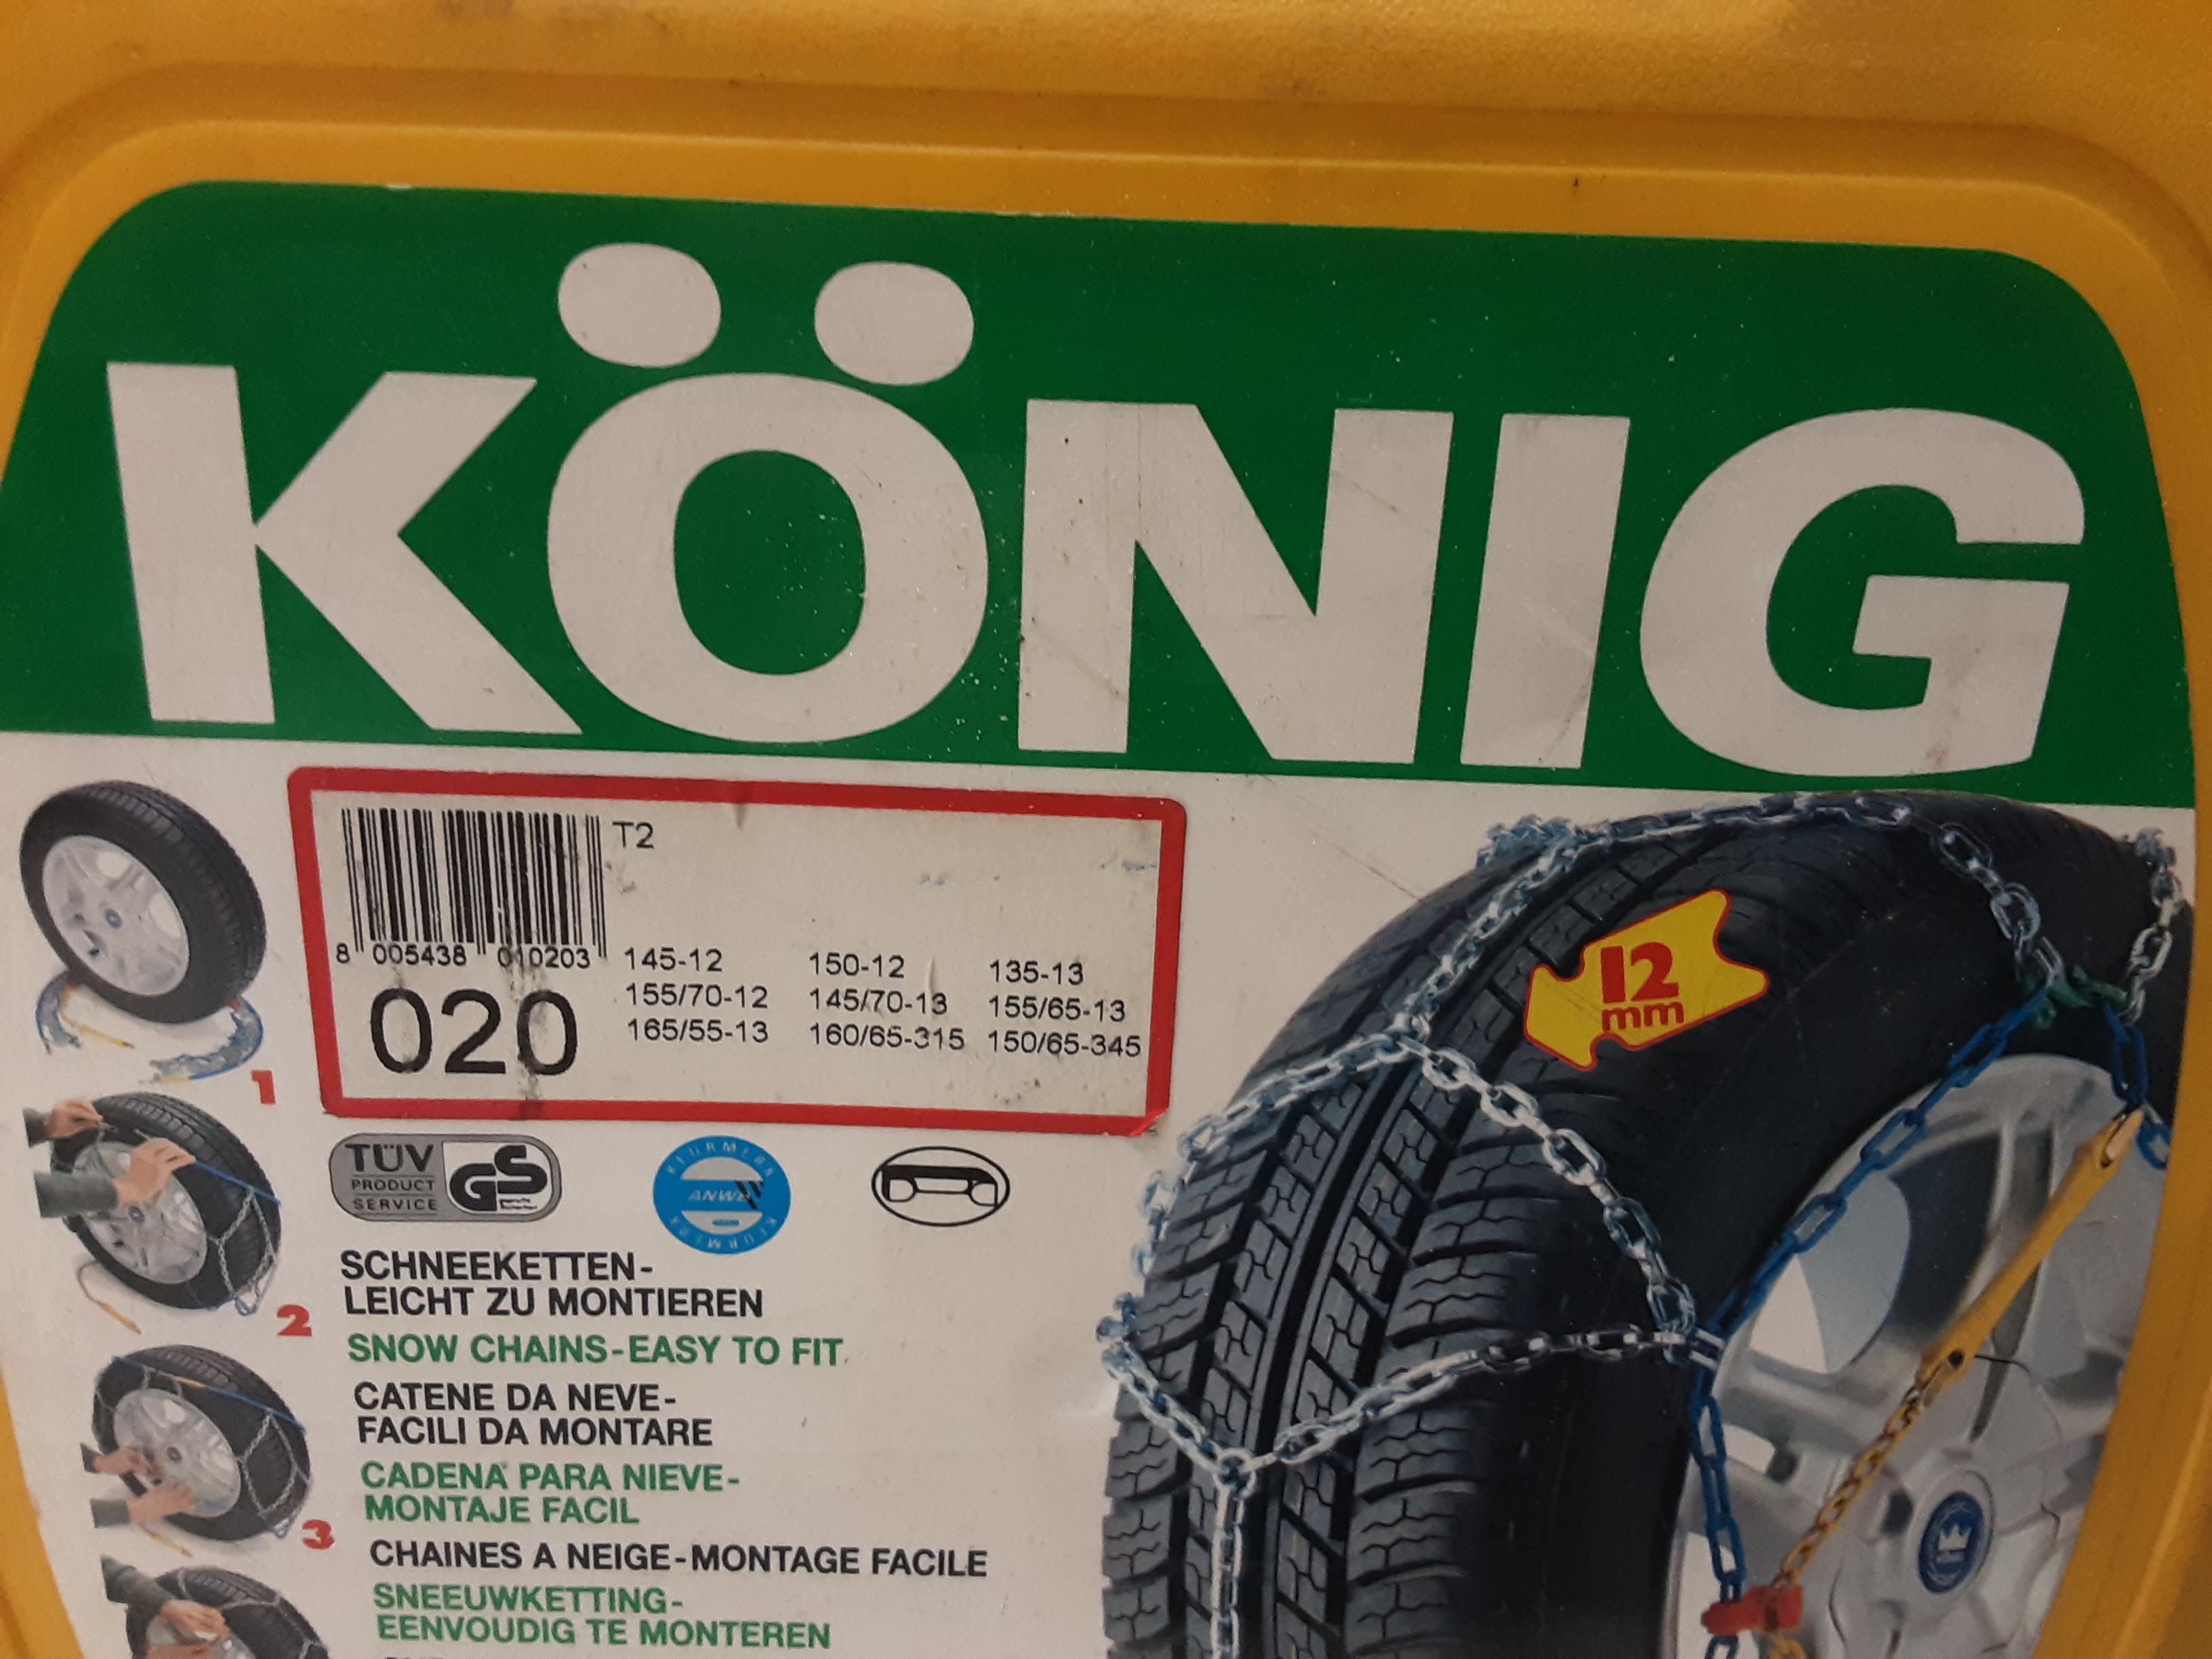 KÖNIG
T2
8 005438 010203
020
145-12 150-12 135-13
155/70-12 145/70-13 155/65-13
165/55-13 160/65-315 150/65-345
12
mm
1
TÜV
PRODUCT
SERVICE
GS
KEURMERK
ANWB
KEURMERK
2
SCHNEEKETTEN-
LEICHT ZU MONTIEREN
SNOW CHAINS-EASY TO FIT
CATENE DA NEVE-
FACILI DA MONTARE
CADENA PARA NIEVE-
MONTAJE FACIL
3
CHAINES A NEIGE-MONTAGE FACILE
SNEEUWKETTING-
EENVOUDIG TE MONTEREN